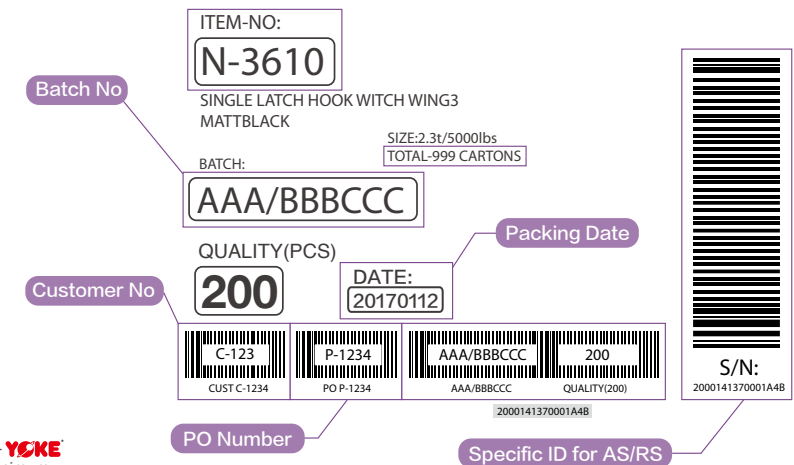 ITEM-NO:
N-3610
SINGLE LATCH HOOK WITCH WING3
MATTBLACK
SIZE:2.3t/5000lbs
TOTAL-999 CARTONS
Batch No
BATCH:
AAA/BBBCCC
Packing Date
QUALITY(PCS)
200
DATE:
20170112
Customer No
C-123
CUST C-1234
P-1234
PO P-1234
AAA/BBBCCC
AAA/BBBCCC
200
QUALITY(200)
2000141370001A4B
S/N:
2000141370001A4B
PO Number
Specific ID for AS/RS
YOKE